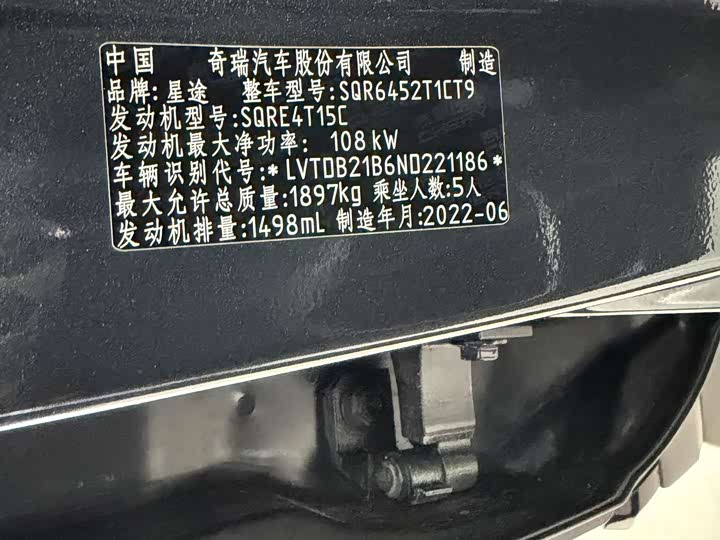 中国 奇瑞汽车股份有限公司 制造
品牌:星途 整车型号:SQR6452T1CT9
发动机型号:SQRE4T15C
发动机最大净功率: 108kW
车辆识别代号:*LVTDB21B6ND221186*
最大允许总质量:1897kg 乘坐人数:5人
发动机排量:1498mL 制造年月:2022-06